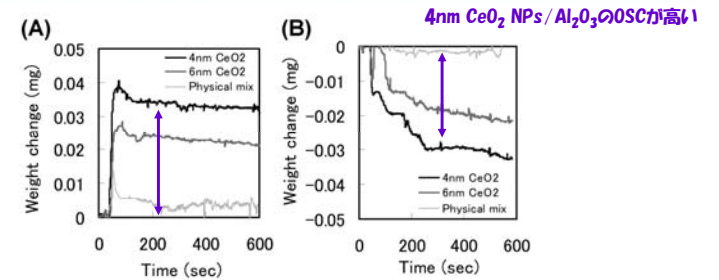 4nm CeO₂ NPs/Al₂O₃のOSCが高い
(A)
Weight change (mg)
0.05
0.04
0.03
0.02
0.01
0
4nm CeO2
6nm CeO2
Physical mix
0 200 400 600
Time (sec)
(B)
Weight change (mg)
0
−0.01
−0.02
−0.03
−0.04
−0.05
4nm CeO2
6nm CeO2
Physical mix
0 200 400 600
Time (sec)